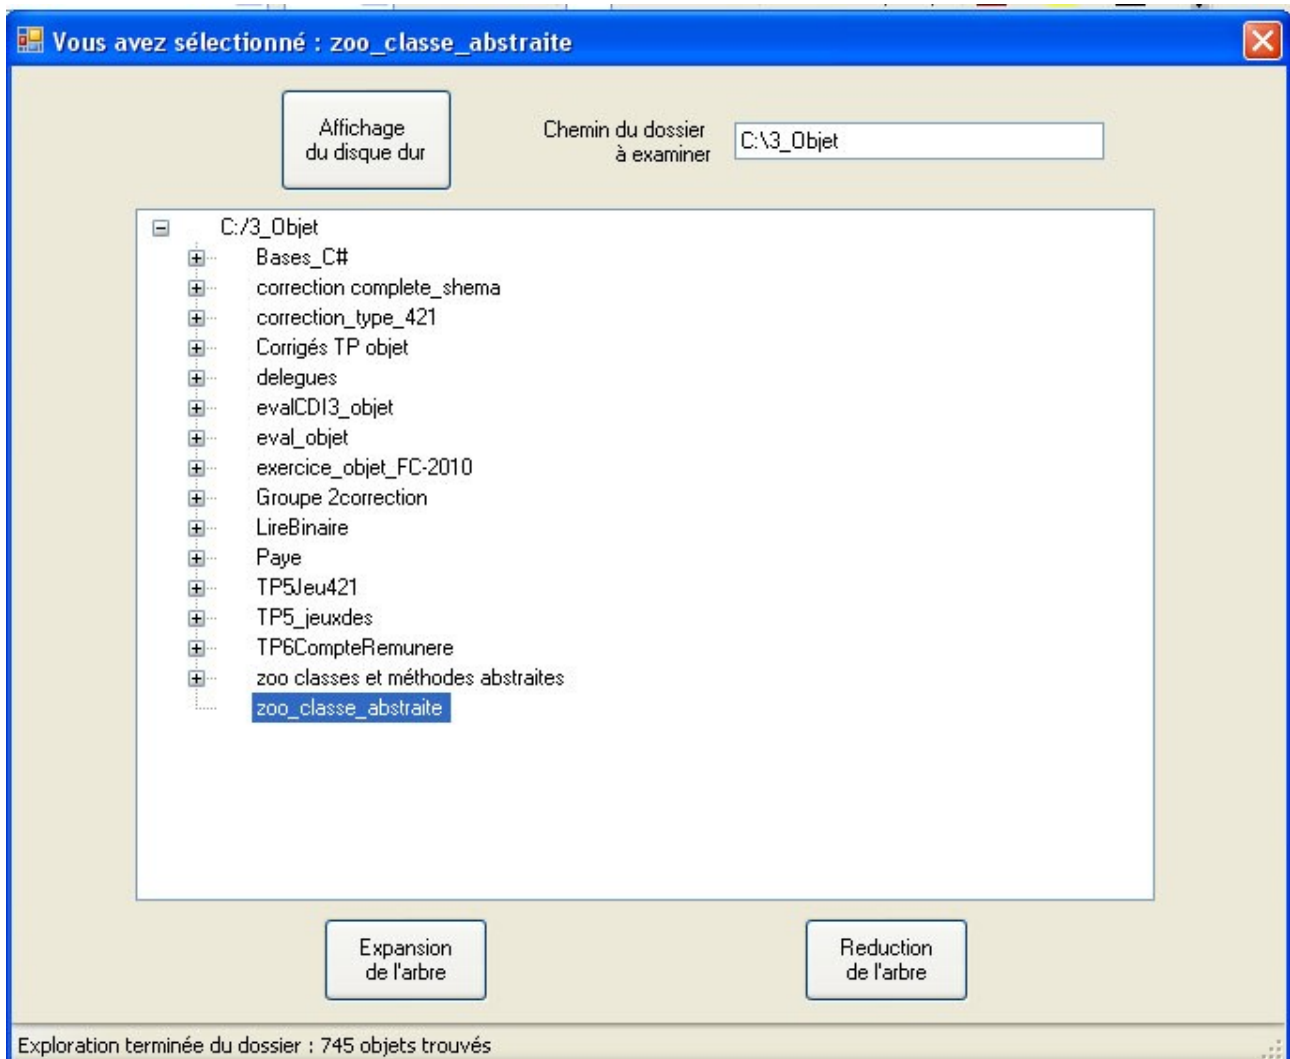 Vous avez sélectionné : zoo_classe_abstraite
Affichage
du disque dur
Chemin du dossier
à examiner
C:\3_Objet
C:/3_Objet
Bases_C#
correction complete_shema
correction_type_421
Corrigés TP objet
delegues
evalCDI3_objet
eval_objet
exercice_objet_FC-2010
Groupe 2correction
LireBinaire
Paye
TP5Jeu421
TP5_jeuxdes
TP6CompteRemunere
zoo classes et méthodes abstraites
zoo_classe_abstraite
Expansion
de l'arbre
Reduction
de l'arbre
Exploration terminée du dossier : 745 objets trouvés